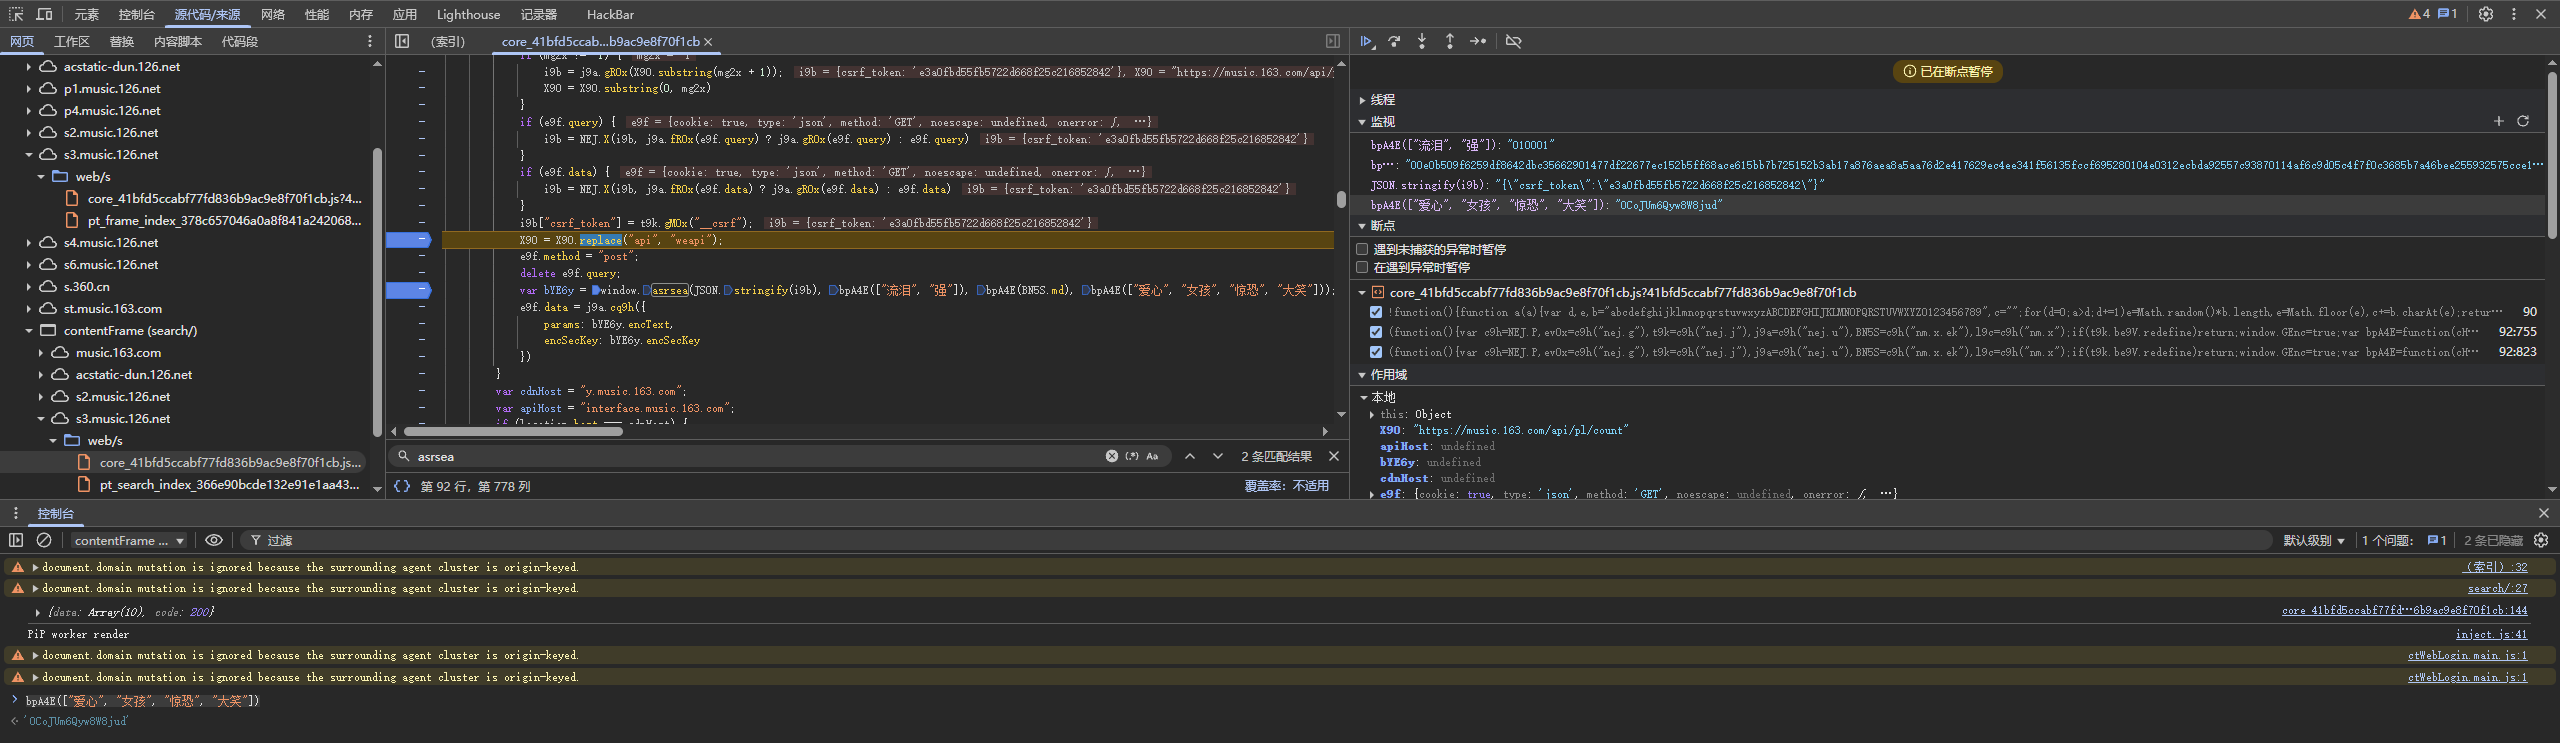 元素 控制台 源代码/来源 网络 性能 内存 应用 Lighthouse 记录器 HackBar 4 1
网页 工作区 替换 内容脚本 代码段
acstatic-dun.126.net
p1.music.126.net
p4.music.126.net
s2.music.126.net
s3.music.126.net
web/s
core_41bfd5ccabf77fd836b9ac9e8f70f1cb.js?4...
pt_frame_index_378c657046a0a8f841a242068...
s4.music.126.net
s6.music.126.net
s.360.cn
st.music.163.com
contentFrame (search/)
music.163.com
acstatic-dun.126.net
s2.music.126.net
s3.music.126.net
web/s
core_41bfd5ccabf77fd836b9ac9e8f70f1cb.js...
pt_search_index_366e90bcde132e91e1aa43...
(索引) core_41bfd5ccab...b9ac9e8f70f1cb
i9b = j9a.gROx(X9O.substring(mg2x + 1)); i9b = {csrf_token: 'e3a0fbd55fb5722d668f25c216852842'}, X9O = "https://music.163.com/api/
X9O = X9O.substring(0, mg2x)
}
if (e9f.query) { e9f = {cookie: true, type: 'json', method: 'GET', noescape: undefined, onerror: ƒ, …}
i9b = NEJ.X(i9b, j9a.fROx(e9f.query) ? j9a.gROx(e9f.query) : e9f.query) i9b = {csrf_token: 'e3a0fbd55fb5722d668f25c216852842'}
}
if (e9f.data) { e9f = {cookie: true, type: 'json', method: 'GET', noescape: undefined, onerror: ƒ, …}
i9b = NEJ.X(i9b, j9a.fROx(e9f.data) ? j9a.gROx(e9f.data) : e9f.data) i9b = {csrf_token: 'e3a0fbd55fb5722d668f25c216852842'}
}
i9b["csrf_token"] = t9k.gMOx("__csrf"); i9b = {csrf_token: 'e3a0fbd55fb5722d668f25c216852842'}
X9O = X9O.replace("api", "weapi");
e9f.method = "post";
delete e9f.query;
var bYE6y = window.asrsea(JSON.stringify(i9b), bpA4E(["流泪", "强"]), bpA4E(BN5S.md), bpA4E(["爱心", "女孩", "惊恐", "大笑"]));
e9f.data = j9a.cq9h({
params: bYE6y.encText,
encSecKey: bYE6y.encSecKey
})
}
var cdnHost = "y.music.163.com";
var apiHost = "interface.music.163.com";
asrsea (.*) Aa 2 条匹配结果
{} 第 92 行，第 778 列 覆盖率：不适用
已在断点暂停
线程
监视
bpA4E(["流泪", "强"]): "010001"
bp…: "00e0b509f6259df8642dbc35662901477df22677ec152b5ff68ace615bb7b725152b3ab17a876aea8a5aa76d2e417629ec4ee341f56135fccf695280104e0312ecbda92557c93870114af6c9d05c4f7f0c3685b7a46bee255932575cce1…
JSON.stringify(i9b): "{\"csrf_token\":\"e3a0fbd55fb5722d668f25c216852842\"}"
bpA4E(["爱心", "女孩", "惊恐", "大笑"]): "0CoJUm6Qyw8W8jud"
断点
遇到未捕获的异常时暂停
在遇到异常时暂停
core_41bfd5ccabf77fd836b9ac9e8f70f1cb.js?41bfd5ccabf77fd836b9ac9e8f70f1cb
!function(){function a(a){var d,e,b="abcdefghijklmnopqrstuvwxyzABCDEFGHIJKLMNOPQRSTUVWXYZ0123456789",c="";for(d=0;a>d;d+=1)e=Math.random()*b.length,e=Math.floor(e),c+=b.charAt(e);retur… 90
(function(){var c9h=NEJ.P,ev0x=c9h("nej.g"),t9k=c9h("nej.j"),j9a=c9h("nej.u"),BN5S=c9h("nm.x.ek"),l9c=c9h("nm.x");if(t9k.be9V.redefine)return;window.GEnc=true;var bpA4E=function(cH… 92:755
(function(){var c9h=NEJ.P,ev0x=c9h("nej.g"),t9k=c9h("nej.j"),j9a=c9h("nej.u"),BN5S=c9h("nm.x.ek"),l9c=c9h("nm.x");if(t9k.be9V.redefine)return;window.GEnc=true;var bpA4E=function(cH… 92:823
作用域
本地
this: Object
X9O: "https://music.163.com/api/pl/count"
apiHost: undefined
bYE6y: undefined
cdnHost: undefined
e9f: {cookie: true, type: 'json', method: 'GET', noescape: undefined, onerror: ƒ, …}
控制台
contentFrame ... 过滤 默认级别 1 个问题： 1 2 条已隐藏
document.domain mutation is ignored because the surrounding agent cluster is origin-keyed. (索引):32
document.domain mutation is ignored because the surrounding agent cluster is origin-keyed. search/:27
{data: Array(10), code: 200} core_41bfd5ccabf77fd…6b9ac9e8f70f1cb:144
PiP worker render inject.js:41
document.domain mutation is ignored because the surrounding agent cluster is origin-keyed. ctWebLogin.main.js:1
document.domain mutation is ignored because the surrounding agent cluster is origin-keyed. ctWebLogin.main.js:1
bpA4E(["爱心", "女孩", "惊恐", "大笑"])
'0CoJUm6Qyw8W8jud'